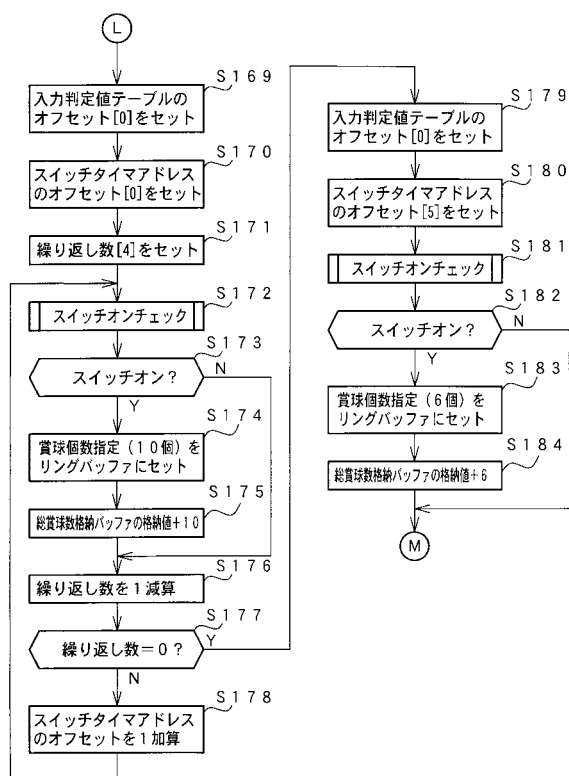 L
S169
入力判定値テーブルの
オフセット[0]をセット
S170
スイッチタイマアドレス
のオフセット[0]をセット
S171
繰り返し数[4]をセット
S172
スイッチオンチェック
S173
スイッチオン?
N
Y
S174
賞球個数指定(10個)を
リングバッファにセット
S175
総賞球数格納バッファの格納値+10
S176
繰り返し数を1減算
S177
繰り返し数=0?
Y
N
S178
スイッチタイマアドレス
のオフセットを1加算
S179
入力判定値テーブルの
オフセット[0]をセット
S180
スイッチタイマアドレス
のオフセット[5]をセット
S181
スイッチオンチェック
S182
スイッチオン?
N
Y
S183
賞球個数指定(6個)を
リングバッファにセット
S184
総賞球数格納バッファの格納値+6
M